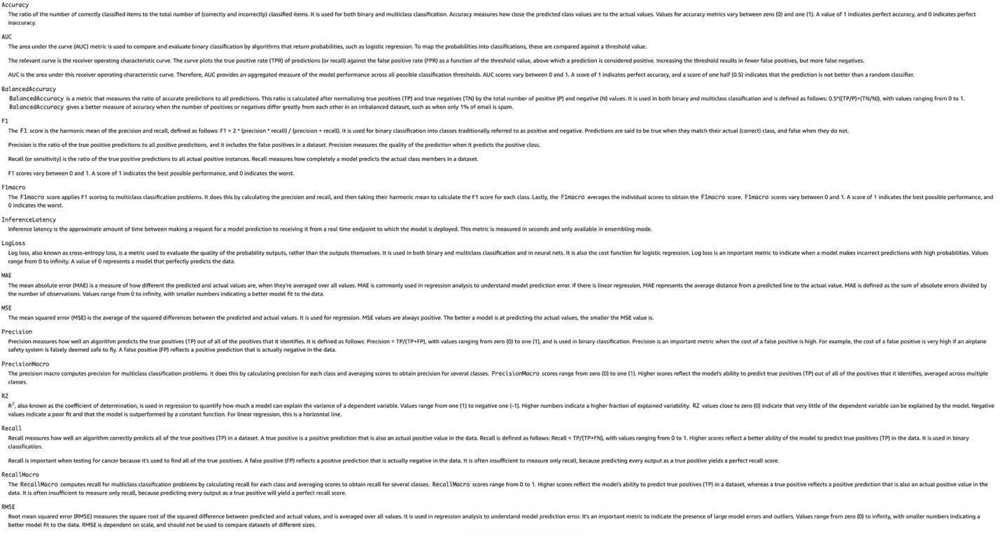 Accuracy
The ratio of the number of correctly classified items to the total number of (correctly and incorrectly) classified items. It is used for both binary and multiclass classification. Accuracy measures how close the predicted class values are to the actual values. Values for accuracy metrics vary between zero (0) and one (1). A value of 1 indicates perfect accuracy, and 0 indicates perfect
inaccuracy.
AUC
The area under the curve (AUC) metric is used to compare and evaluate binary classification by algorithms that return probabilities, such as logistic regression. To map the probabilities into classifications, these are compared against a threshold value.
The relevant curve is the receiver operating characteristic curve. The curve plots the true positive rate (TPR) of predictions (or recall) against the false positive rate (FPR) as a function of the threshold value, above which a prediction is considered positive. Increasing the threshold results in fewer false positives, but more false negatives.
AUC is the area under this receiver operating characteristic curve. Therefore, AUC provides an aggregated measure of the model performance across all possible classification thresholds. AUC scores vary between 0 and 1. A score of 1 indicates perfect accuracy, and a score of one half (0.5) indicates that the prediction is not better than a random classifier.
BalancedAccuracy
BalancedAccuracy is a metric that measures the ratio of accurate predictions to all predictions. This ratio is calculated after normalizing true positives (TP) and true negatives (TN) by the total number of positive (P) and negative (N) values. It is used in both binary and multiclass classification and is defined as follows: 0.5*((TP/P)+(TN/N)), with values ranging from 0 to 1.
BalancedAccuracy gives a better measure of accuracy when the number of positives or negatives differ greatly from each other in an imbalanced dataset, such as when only 1% of email is spam.
F1
The F1 score is the harmonic mean of the precision and recall, defined as follows: F1 = 2 * (precision * recall) / (precision + recall). It is used for binary classification into classes traditionally referred to as positive and negative. Predictions are said to be true when they match their actual (correct) class, and false when they do not.
Precision is the ratio of the true positive predictions to all positive predictions, and it includes the false positives in a dataset. Precision measures the quality of the prediction when it predicts the positive class.
Recall (or sensitivity) is the ratio of the true positive predictions to all actual positive instances. Recall measures how completely a model predicts the actual class members in a dataset.
F1 scores vary between 0 and 1. A score of 1 indicates the best possible performance, and 0 indicates the worst.
F1macro
The F1macro score applies F1 scoring to multiclass classification problems. It does this by calculating the precision and recall, and then taking their harmonic mean to calculate the F1 score for each class. Lastly, the F1macro averages the individual scores to obtain the F1macro score. F1macro scores vary between 0 and 1. A score of 1 indicates the best possible performance, and
0 indicates the worst.
InferenceLatency
Inference latency is the approximate amount of time between making a request for a model prediction to receiving it from a real time endpoint to which the model is deployed. This metric is measured in seconds and only available in ensembling mode.
LogLoss
Log loss, also known as cross-entropy loss, is a metric used to evaluate the quality of the probability outputs, rather than the outputs themselves. It is used in both binary and multiclass classification and in neural nets. It is also the cost function for logistic regression. Log loss is an important metric to indicate when a model makes incorrect predictions with high probabilities. Values
range from 0 to infinity. A value of 0 represents a model that perfectly predicts the data.
MAE
The mean absolute error (MAE) is a measure of how different the predicted and actual values are, when they're averaged over all values. MAE is commonly used in regression analysis to understand model prediction error. If there is linear regression, MAE represents the average distance from a predicted line to the actual value. MAE is defined as the sum of absolute errors divided by
the number of observations. Values range from 0 to infinity, with smaller numbers indicating a better model fit to the data.
MSE
The mean squared error (MSE) is the average of the squared differences between the predicted and actual values. It is used for regression. MSE values are always positive. The better a model is at predicting the actual values, the smaller the MSE value is.
Precision
Precision measures how well an algorithm predicts the true positives (TP) out of all of the positives that it identifies. It is defined as follows: Precision = TP/(TP+FP), with values ranging from zero (0) to one (1), and is used in binary classification. Precision is an important metric when the cost of a false positive is high. For example, the cost of a false positive is very high if an airplane
safety system is falsely deemed safe to fly. A false positive (FP) reflects a positive prediction that is actually negative in the data.
PrecisionMacro
The precision macro computes precision for multiclass classification problems. It does this by calculating precision for each class and averaging scores to obtain precision for several classes. PrecisionMacro scores range from zero (0) to one (1). Higher scores reflect the model's ability to predict true positives (TP) out of all of the positives that it identifies, averaged across multiple
classes.
R2
R2, also known as the coefficient of determination, is used in regression to quantify how much a model can explain the variance of a dependent variable. Values range from one (1) to negative one (-1). Higher numbers indicate a higher fraction of explained variability. R2 values close to zero (0) indicate that very little of the dependent variable can be explained by the model. Negative
values indicate a poor fit and that the model is outperformed by a constant function. For linear regression, this is a horizontal line.
Recall
Recall measures how well an algorithm correctly predicts all of the true positives (TP) in a dataset. A true positive is a positive prediction that is also an actual positive value in the data. Recall is defined as follows: Recall = TP/(TP+FN), with values ranging from 0 to 1. Higher scores reflect a better ability of the model to predict true positives (TP) in the data. It is used in binary
classification.
Recall is important when testing for cancer because it's used to find all of the true positives. A false positive (FP) reflects a positive prediction that is actually negative in the data. It is often insufficient to measure only recall, because predicting every output as a true positive yields a perfect recall score.
RecallMacro
The RecallMacro computes recall for multiclass classification problems by calculating recall for each class and averaging scores to obtain recall for several classes. RecallMacro scores range from 0 to 1. Higher scores reflect the model's ability to predict true positives (TP) in a dataset, whereas a true positive reflects a positive prediction that is also an actual positive value in the
data. It is often insufficient to measure only recall, because predicting every output as a true positive will yield a perfect recall score.
RMSE
Root mean squared error (RMSE) measures the square root of the squared difference between predicted and actual values, and is averaged over all values. It is used in regression analysis to understand model prediction error. It's an important metric to indicate the presence of large model errors and outliers. Values range from zero (0) to infinity, with smaller numbers indicating a
better model fit to the data. RMSE is dependent on scale, and should not be used to compare datasets of different sizes.